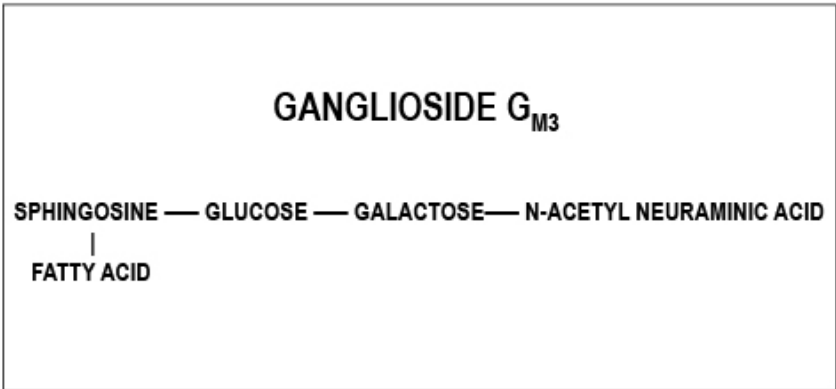 GANGLIOSIDE GM3
SPHINGOSINE — GLUCOSE — GALACTOSE — N-ACETYL NEURAMINIC ACID
|
FATTY ACID